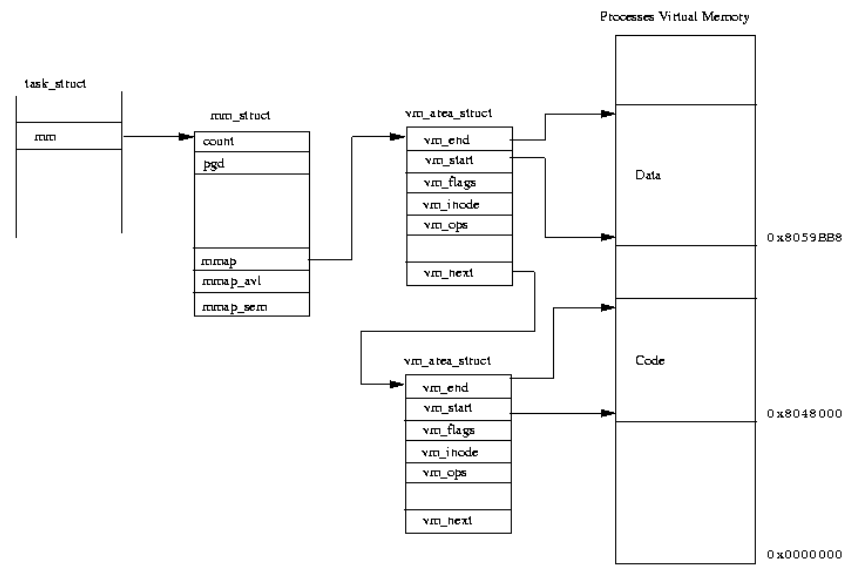 Processes Virtual Memory
task_struct
mm
mm_struct
count
pgd
mmap
mmap_avl
mmap_sem
vm_area_struct
vm_end
vm_start
vm_flags
vm_inode
vm_ops
vm_next
vm_area_struct
vm_end
vm_start
vm_flags
vm_inode
vm_ops
vm_next
Data
0x8059BB8
Code
0x8048000
0x0000000